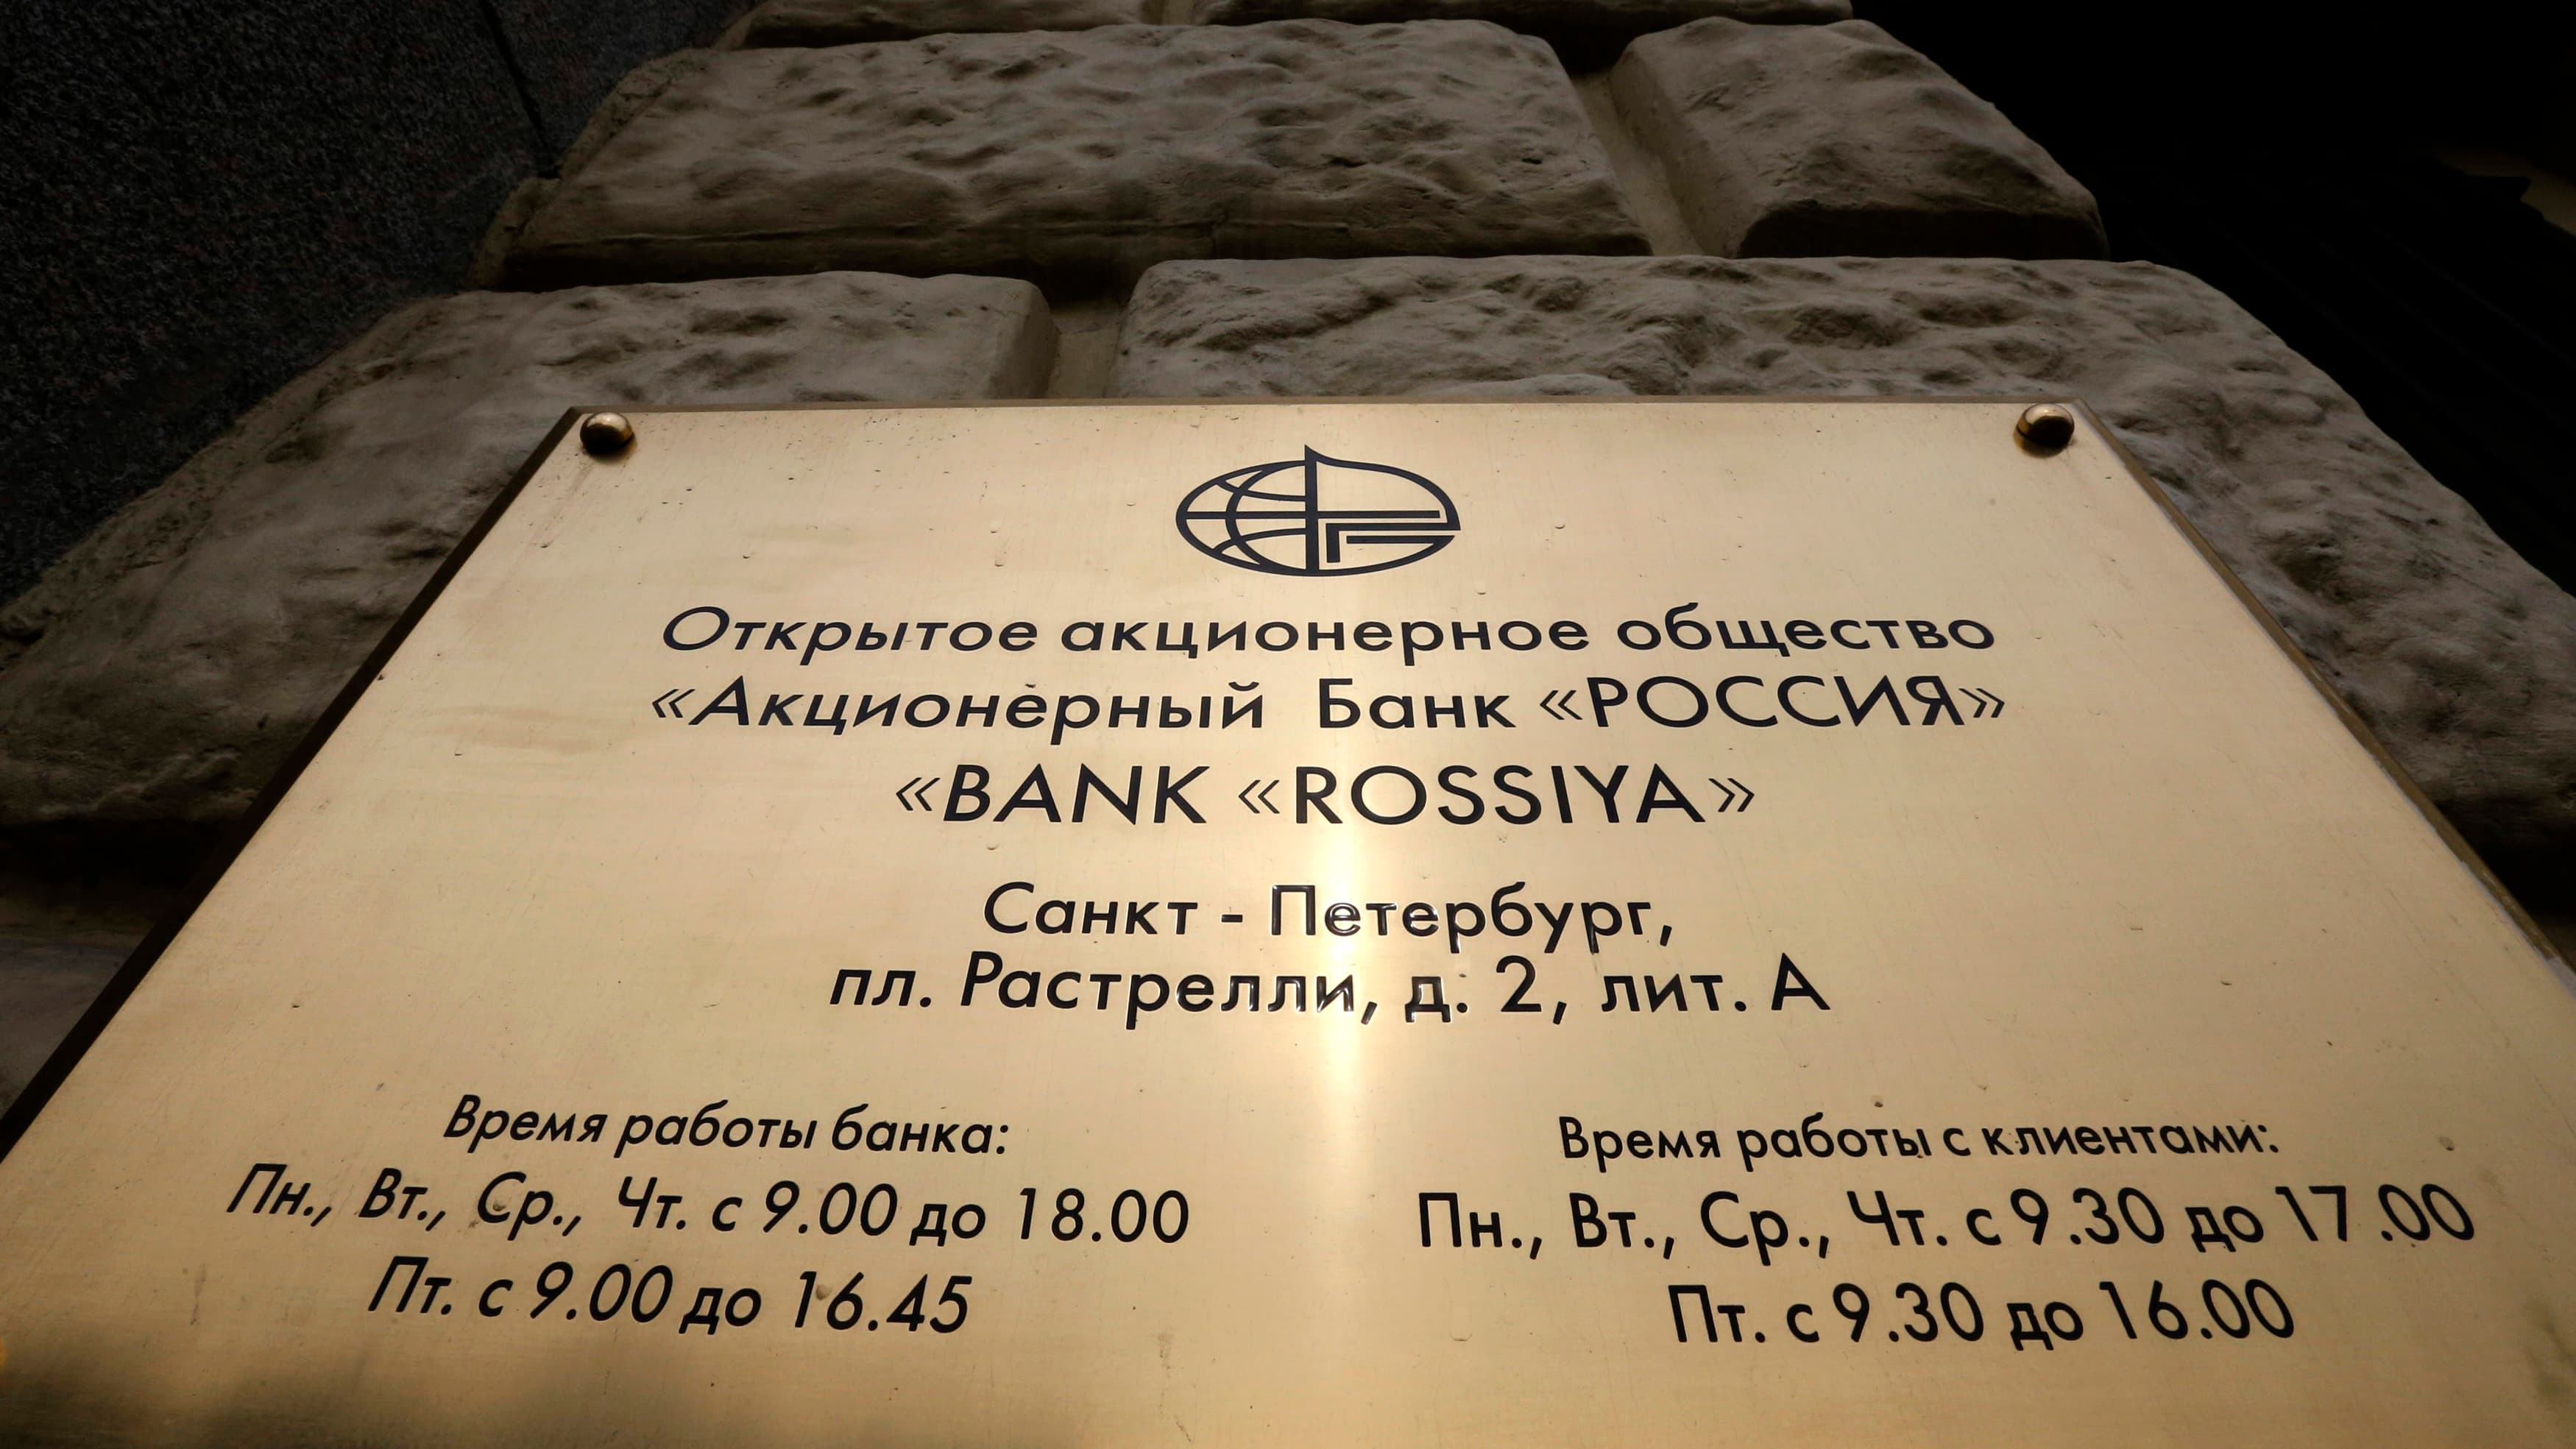 Открытое акционерное общество
«Акционерный Банк «РОССИЯ»
«BANK «ROSSIYA»
Санкт - Петербург,
пл. Растрелли, д. 2, лит. А
Время работы банка:
Пн., Вт., Ср., Чт. с 9.00 до 18.00
Пт. с 9.00 до 16.45
Время работы с клиентами:
Пн., Вт., Ср., Чт. с 9.30 до 17.00
Пт. с 9.30 до 16.00